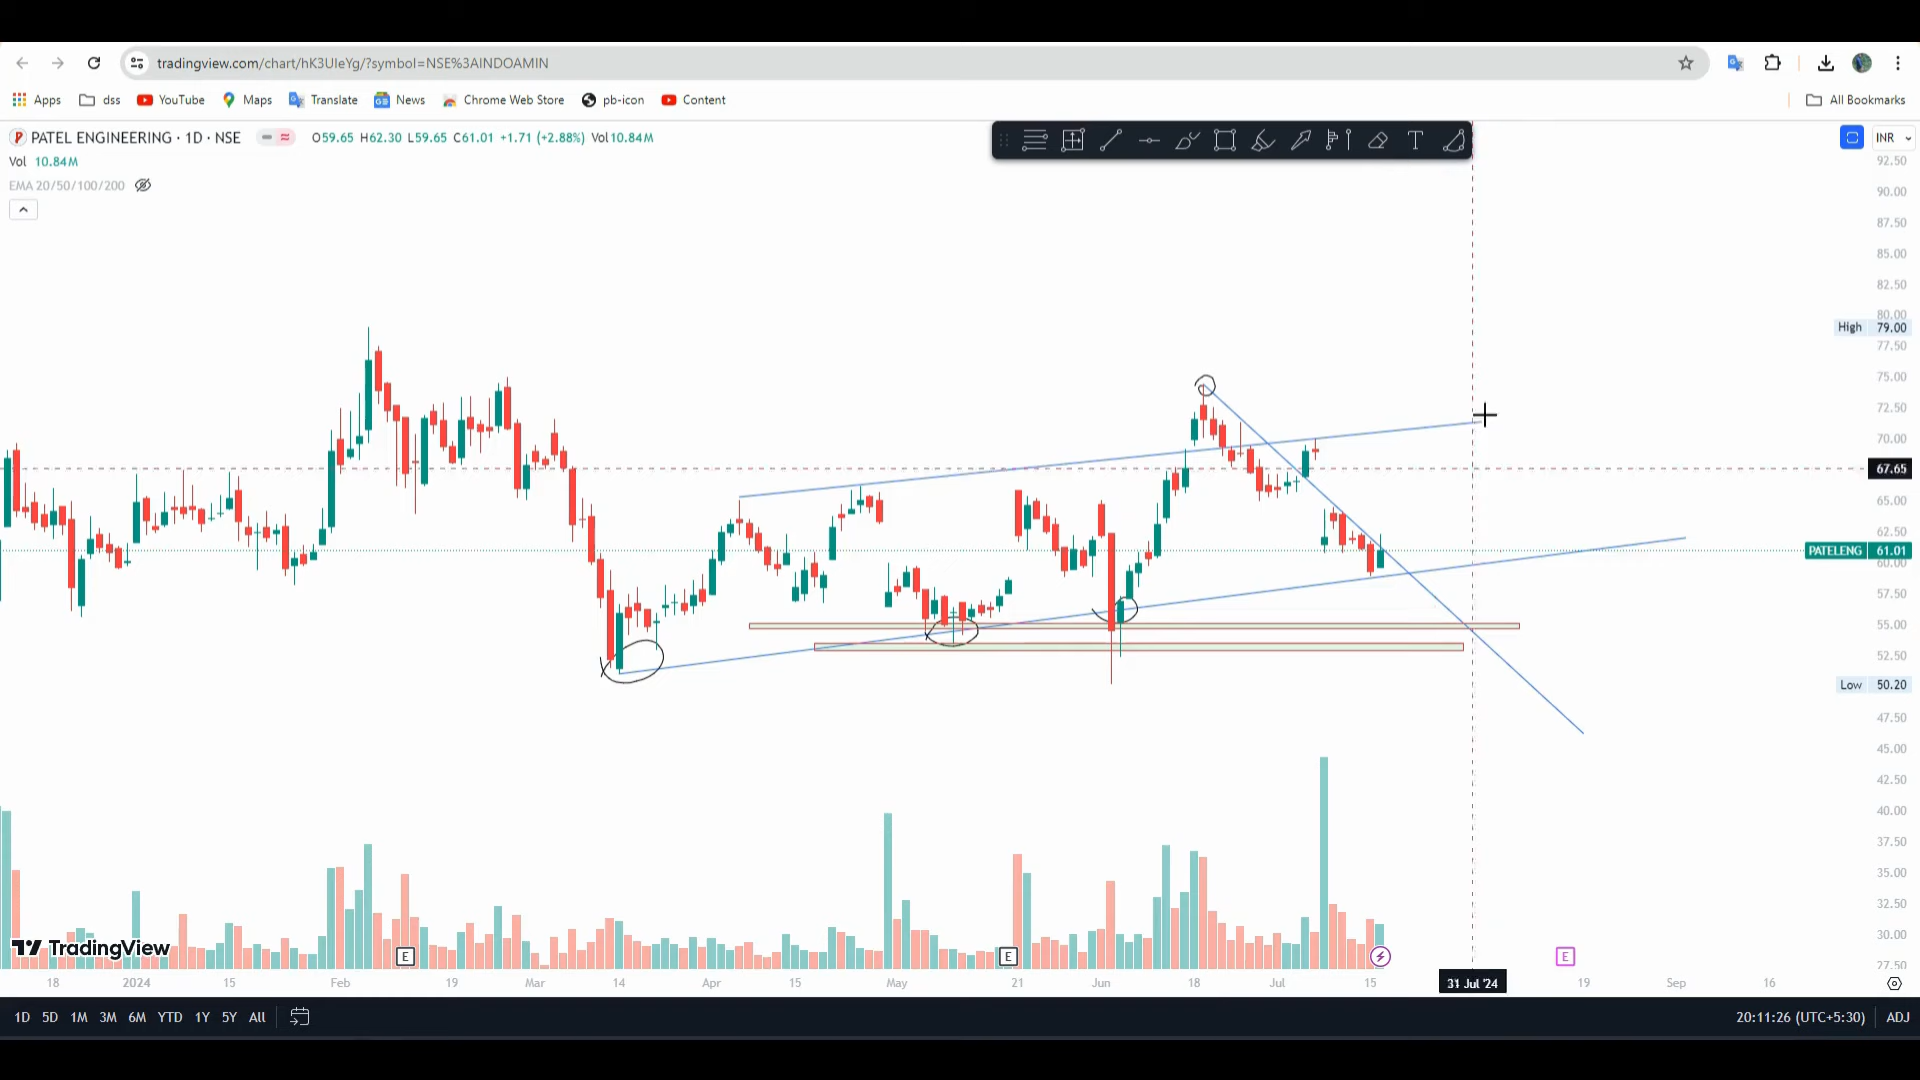 tradingview.com/chart/hK3UIeYg/?symbol=NSE%3AINDOAMIN
Apps dss YouTube Maps Translate News Chrome Web Store pb-icon Content All Bookmarks
PATEL ENGINEERING · 1D · NSE O59.65 H62.30 L59.65 C61.01 +1.71 (+2.88%) Vol10.84M
INR
Vol 10.84M
EMA 20/50/100/200
T
92.50
90.00
87.50
85.00
82.50
80.00
High 79.00
77.50
75.00
72.50
70.00
67.65
65.00
62.50
PATELENG 61.01
60.00
57.50
55.00
52.50
Low 50.20
47.50
45.00
42.50
40.00
37.50
35.00
32.50
30.00
27.50
TradingView
E E E
18 2024 15 Feb 19 Mar 14 Apr 15 May 21 Jun 18 Jul 15 31 Jul '24 19 Sep 16
1D 5D 1M 3M 6M YTD 1Y 5Y All
20:11:26 (UTC+5:30) ADJ